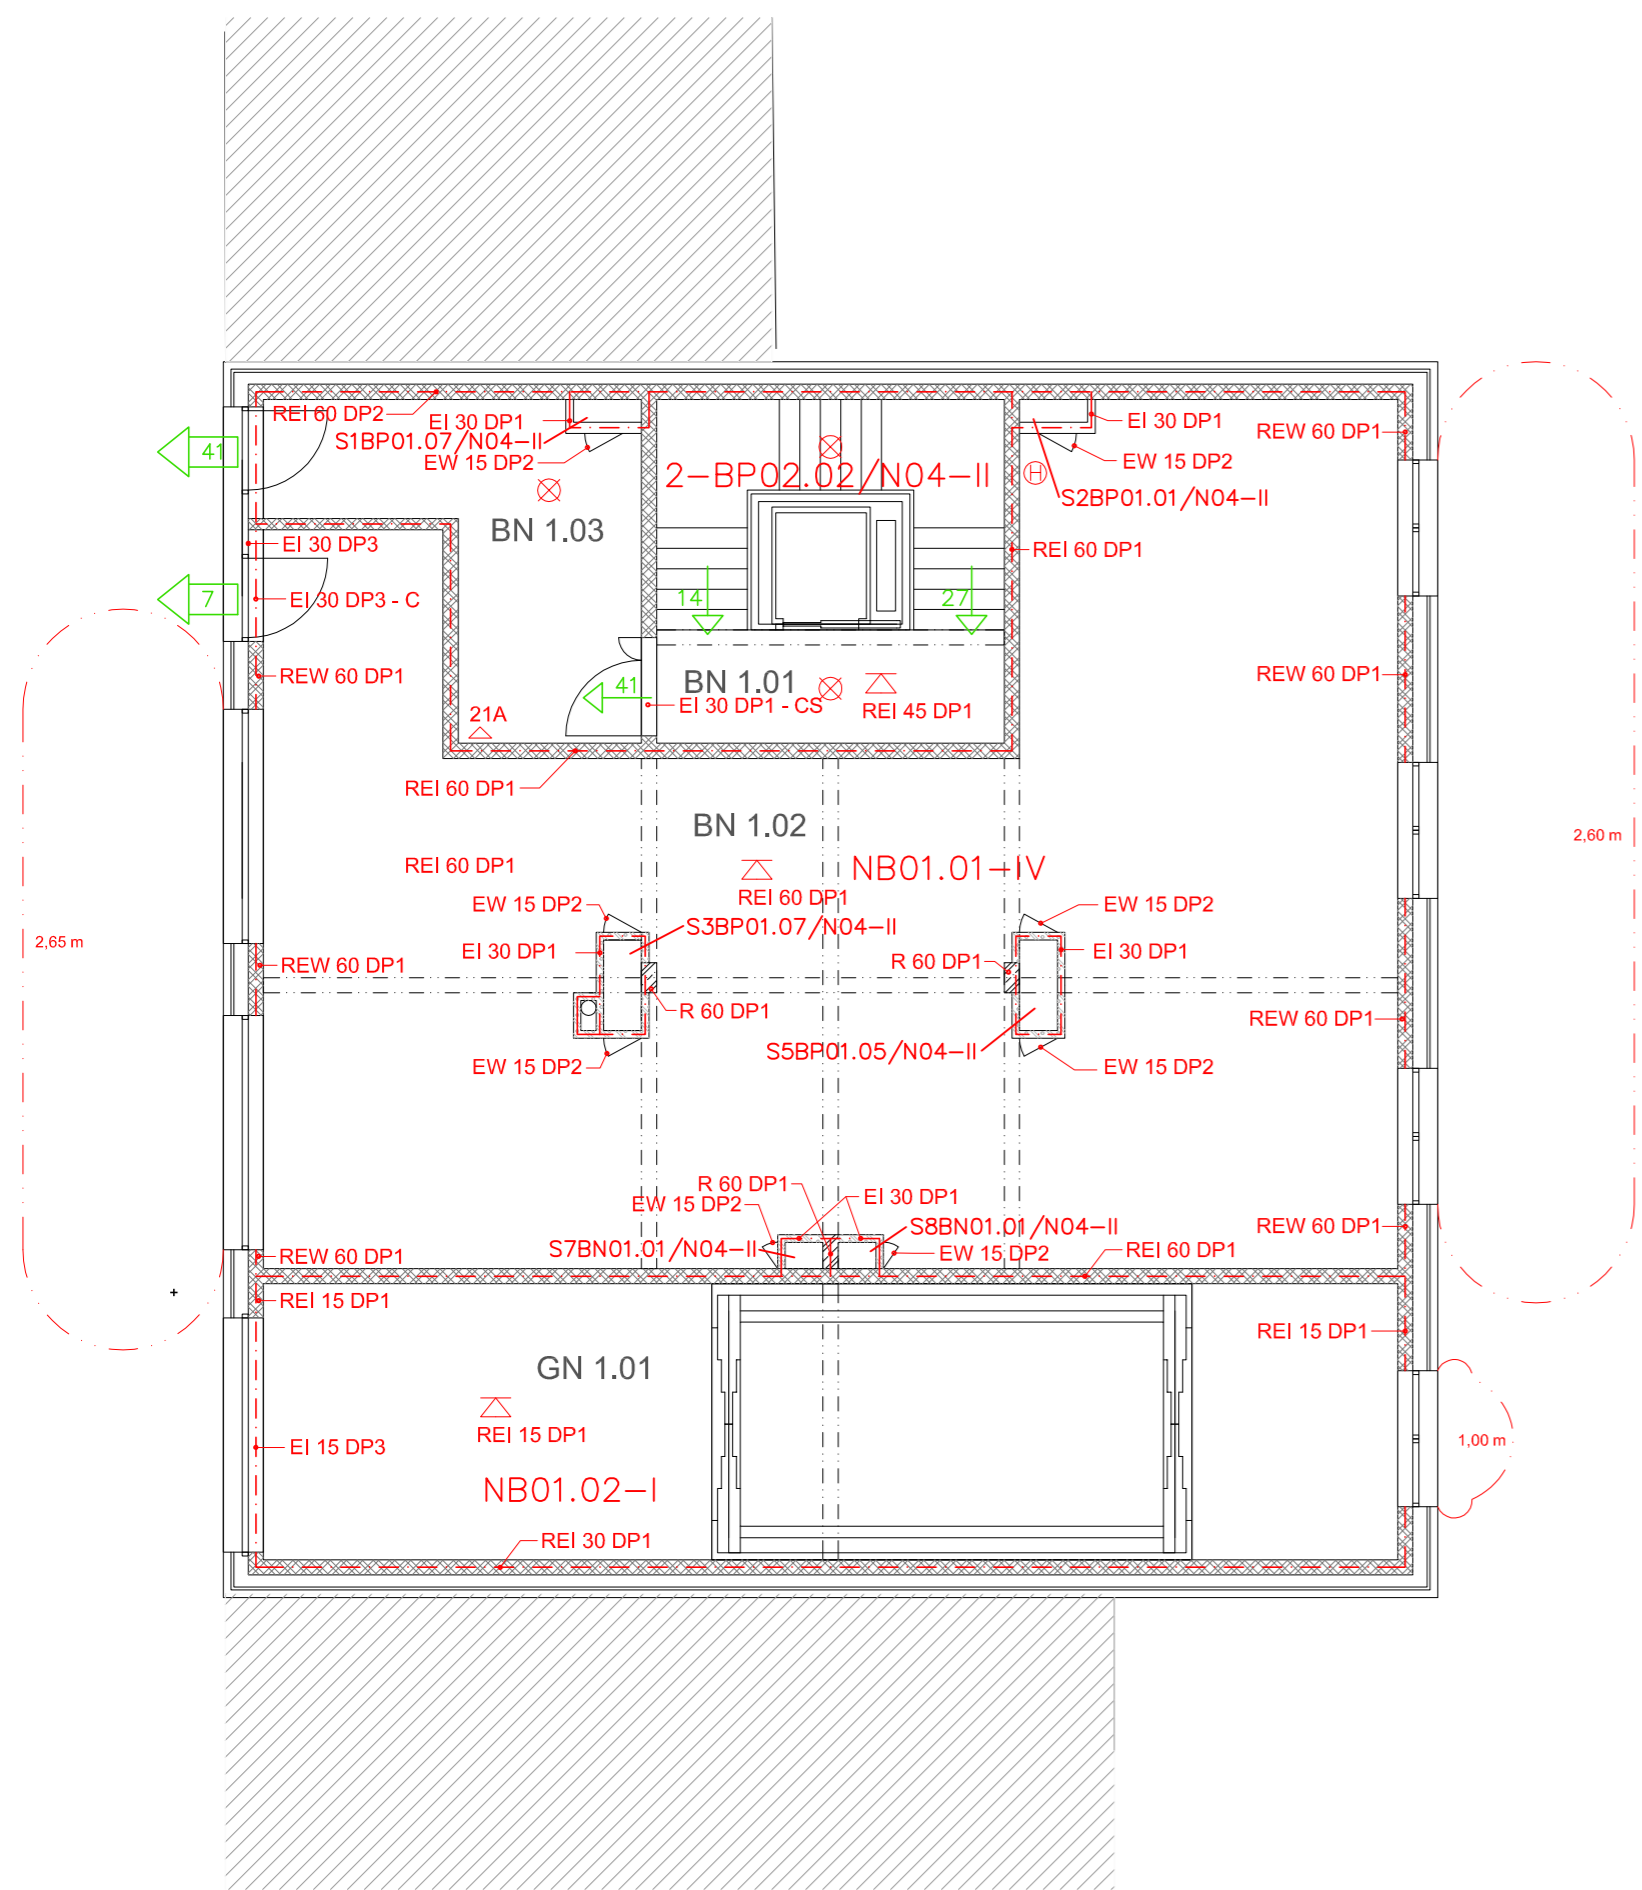 REI 60 DP2
EI 30 DP1
S1BP01.07/N04-II
EW 15 DP2
41
BN 1.03
2-BP02.02/N04-II
H
EI 30 DP1
REW 60 DP1
EW 15 DP2
S2BP01.01/N04-II
EI 30 DP3
REI 60 DP1
7
EI 30 DP3 - C
14
27
REW 60 DP1
41
BN 1.01
EI 30 DP1 - CS
REI 45 DP1
REW 60 DP1
21A
REI 60 DP1
BN 1.02
2,60 m
REI 60 DP1
NB01.01-IV
REI 60 DP1
EW 15 DP2
S3BP01.07/N04-II
EW 15 DP2
2,65 m
EI 30 DP1
EI 30 DP1
REW 60 DP1
R 60 DP1
R 60 DP1
REW 60 DP1
S5BP01.05/N04-II
EW 15 DP2
EW 15 DP2
R 60 DP1
EI 30 DP1
EW 15 DP2
S8BN01.01/N04-II
REW 60 DP1
S7BN01.01/N04-II
EW 15 DP2
REI 60 DP1
REW 60 DP1
REI 15 DP1
REI 15 DP1
GN 1.01
REI 15 DP1
EI 15 DP3
1,00 m
NB01.02-I
REI 30 DP1